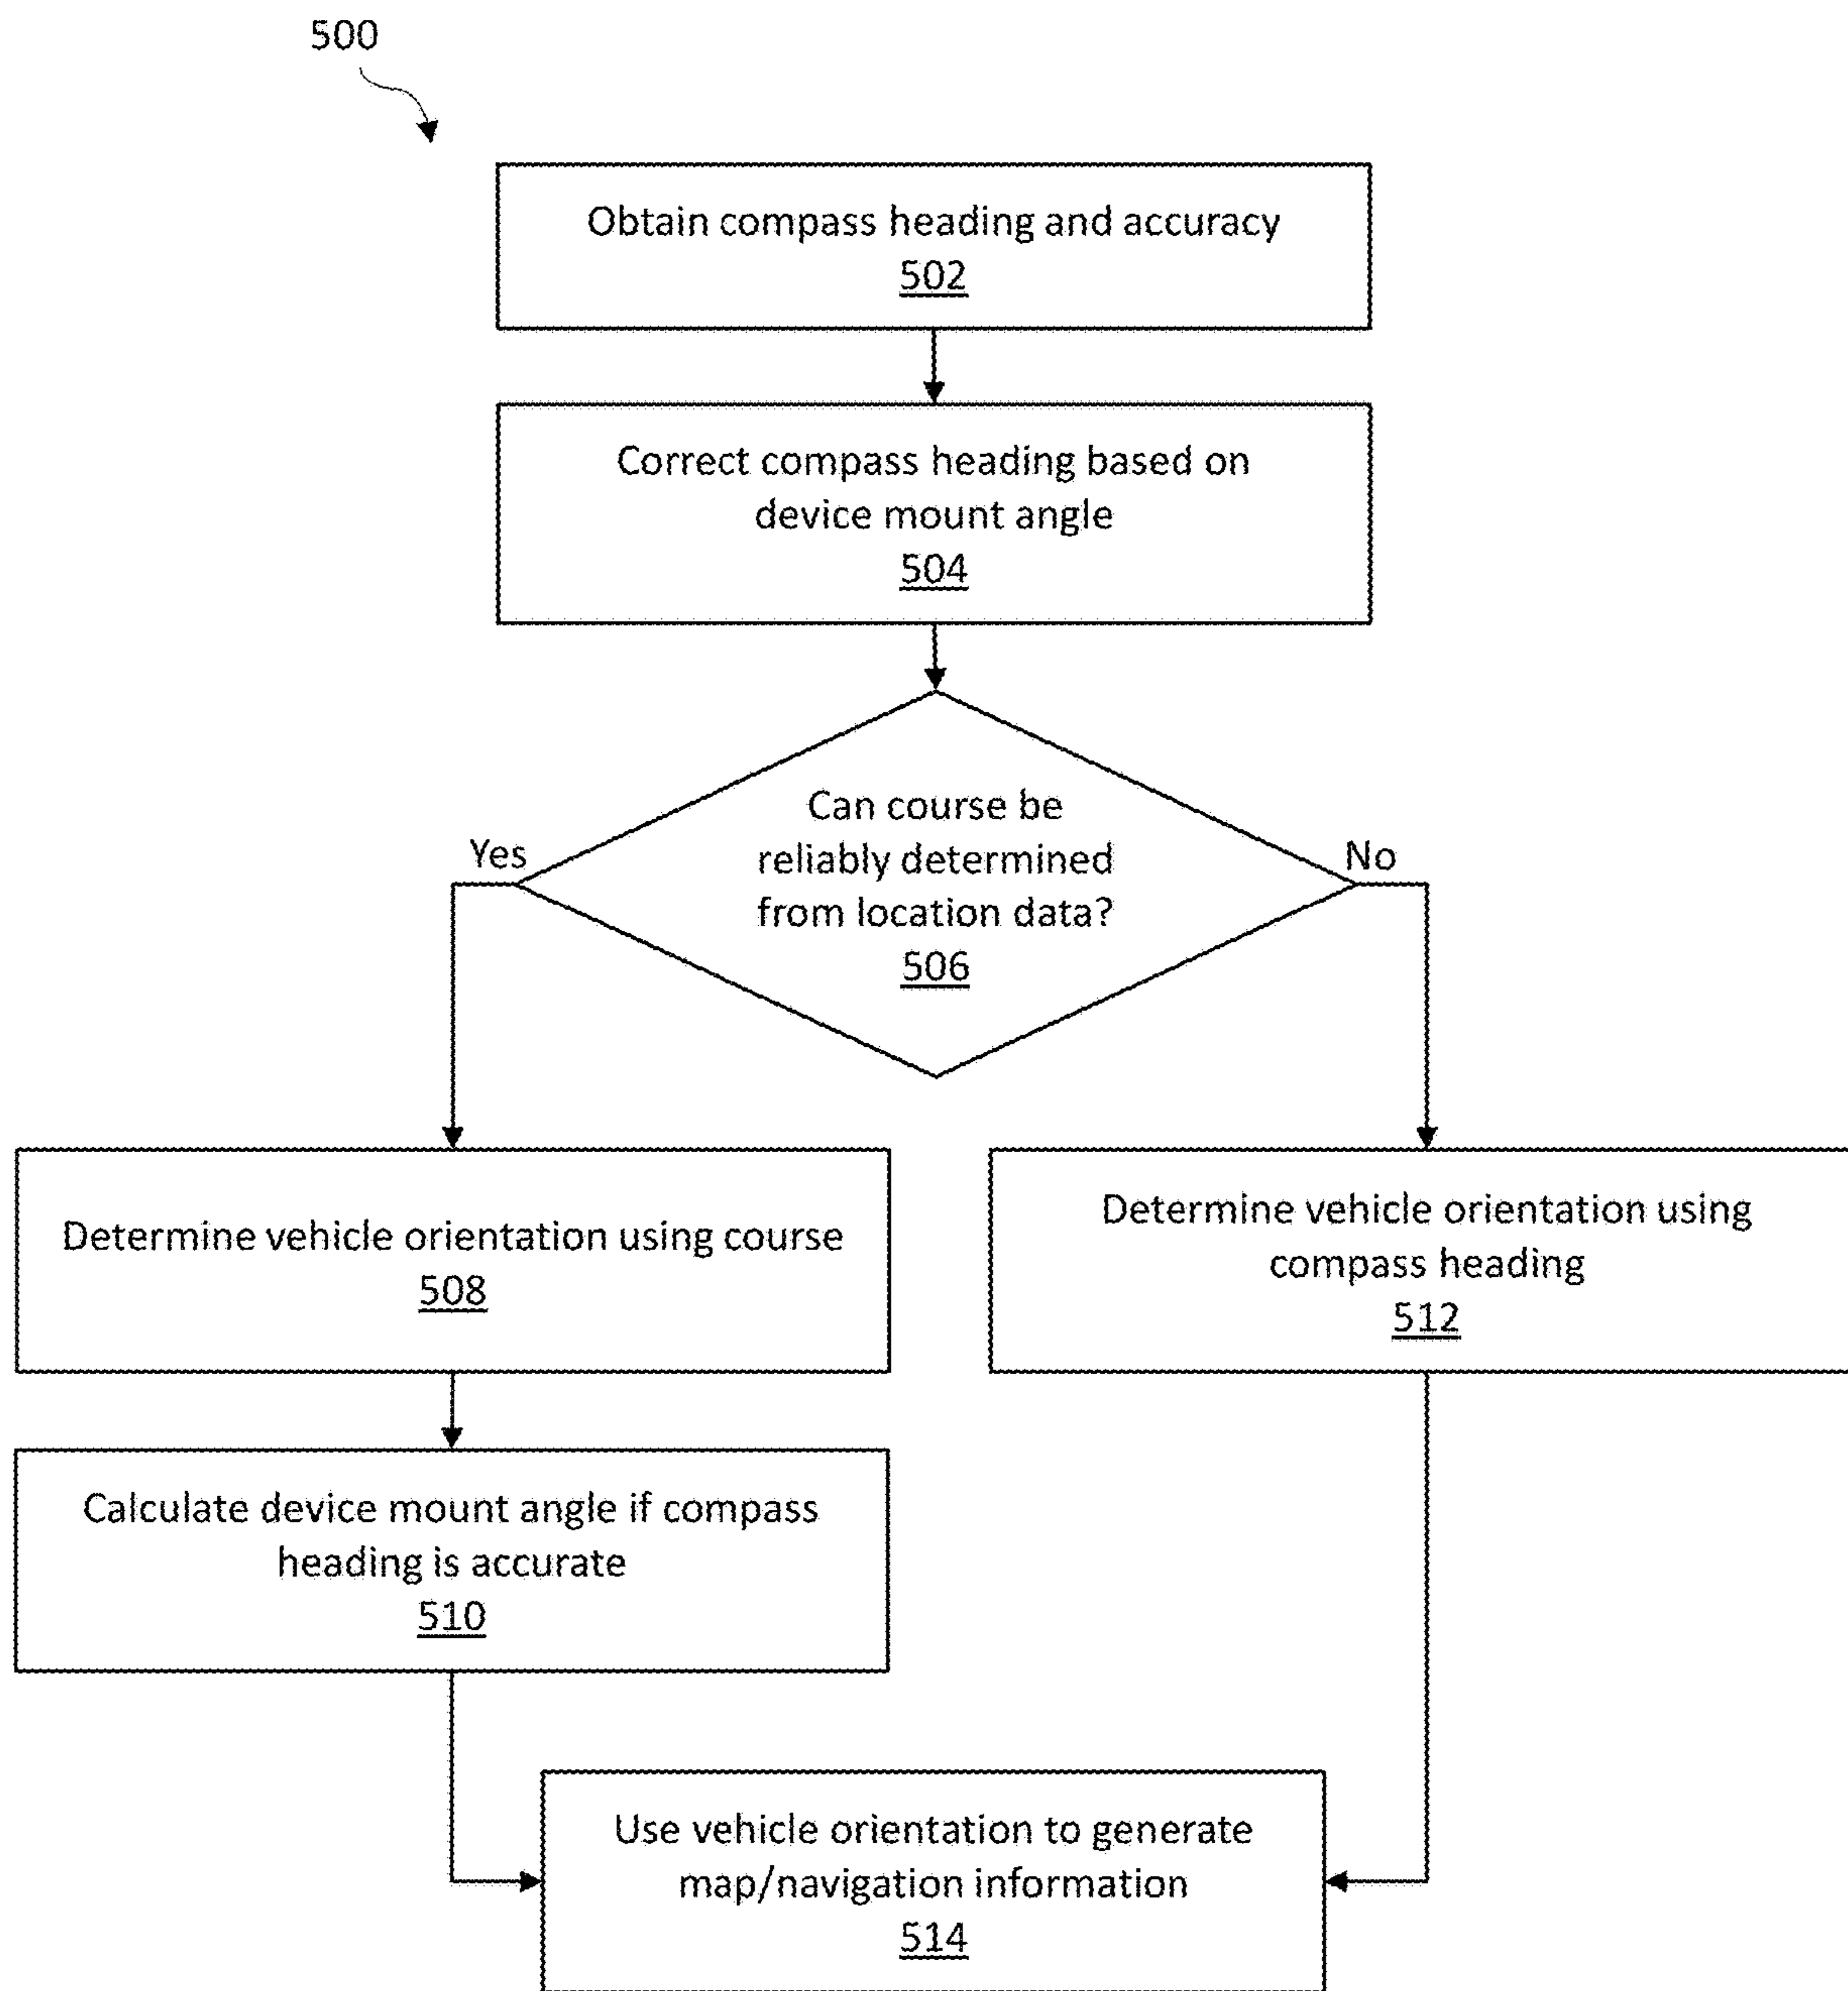 500
Obtain compass heading and accuracy
502
Correct compass heading based on
device mount angle
504
Can course be
reliably determined
from location data?
506
Yes
No
Determine vehicle orientation using course
508
Determine vehicle orientation using
compass heading
512
Calculate device mount angle if compass
heading is accurate
510
Use vehicle orientation to generate
map/navigation information
514